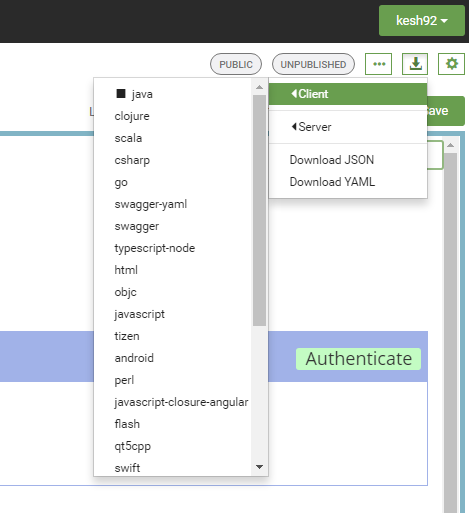 kesh92
PUBLIC
UNPUBLISHED
Client
Server
Download JSON
Download YAML
java
clojure
scala
csharp
go
swagger-yaml
swagger
typescript-node
html
objc
javascript
tizen
android
perl
javascript-closure-angular
flash
qt5cpp
swift
Authenticate